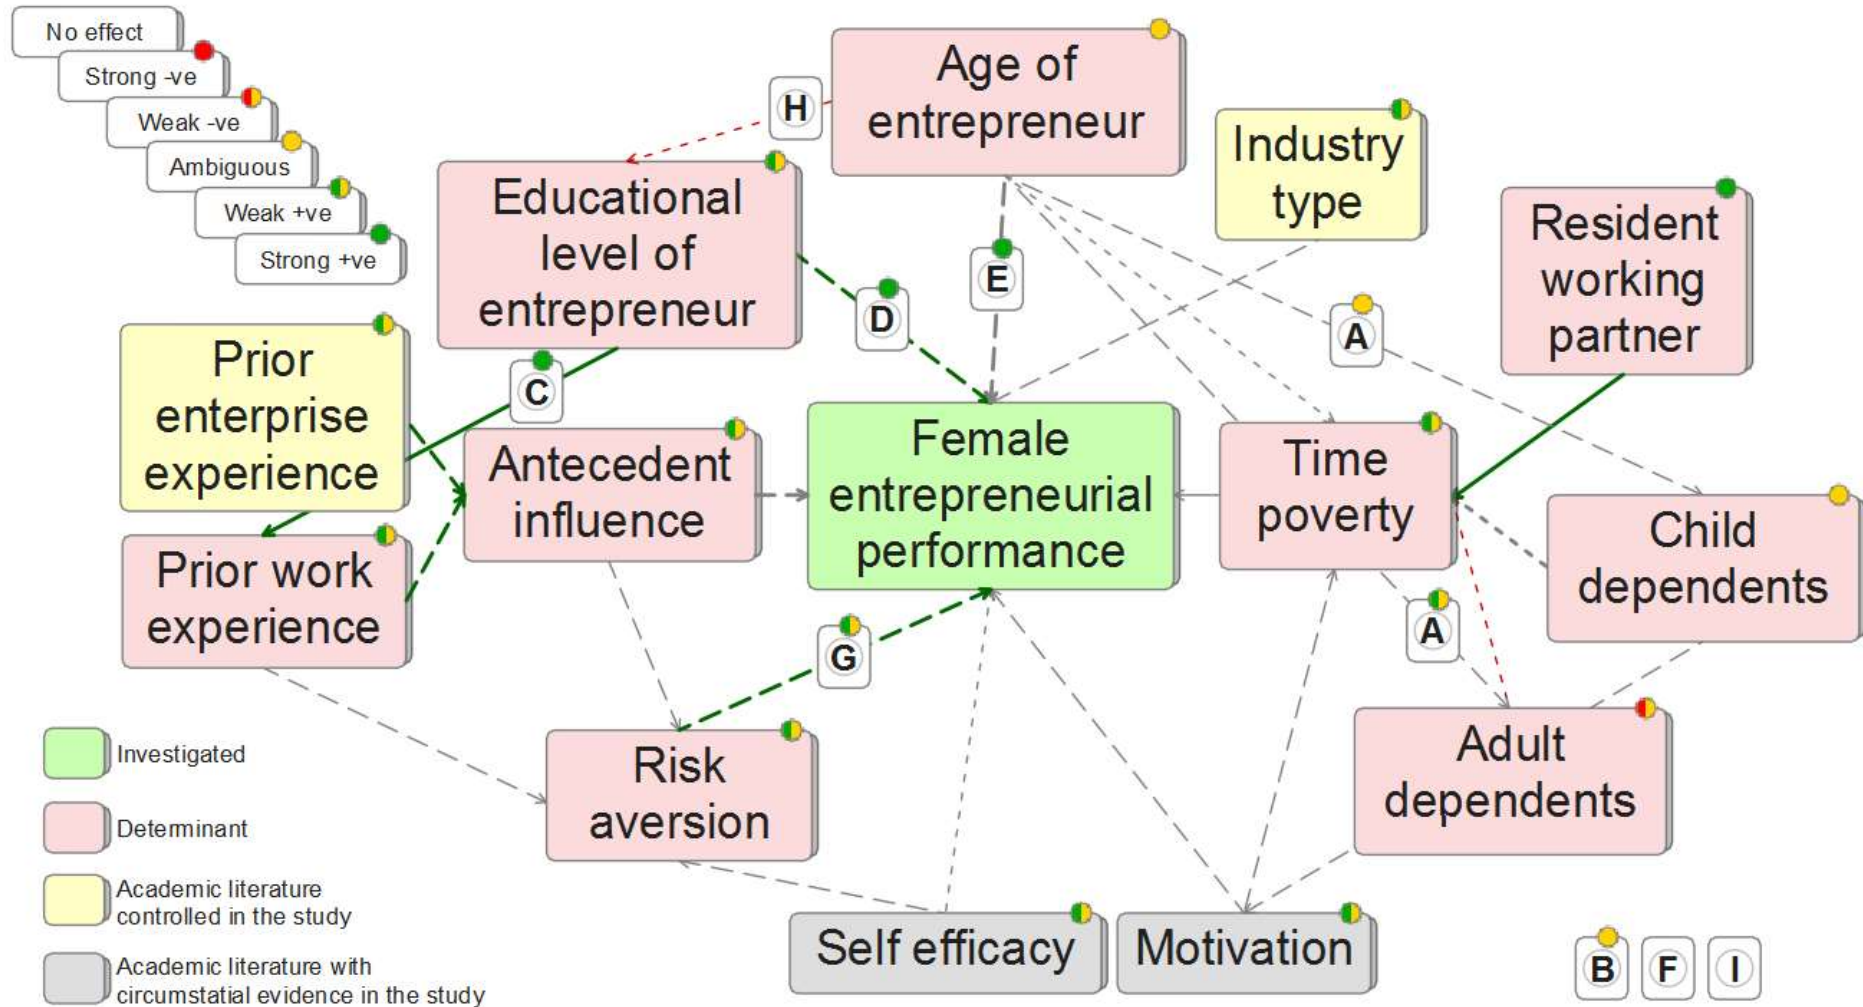 No effect
Strong -ve
Weak -ve
Ambiguous
Weak +ve
Strong +ve
Age of
entrepreneur
H
Industry
type
Educational
level of
entrepreneur
Resident
working
partner
E
D
A
Prior
enterprise
experience
C
Antecedent
influence
Female
entrepreneurial
performance
Time
poverty
Child
dependents
Prior work
experience
A
G
Risk
aversion
Adult
dependents
Self efficacy
Motivation
Investigated
Determinant
Academic literature
controlled in the study
Academic literature with
circumstatial evidence in the study
B
F
I